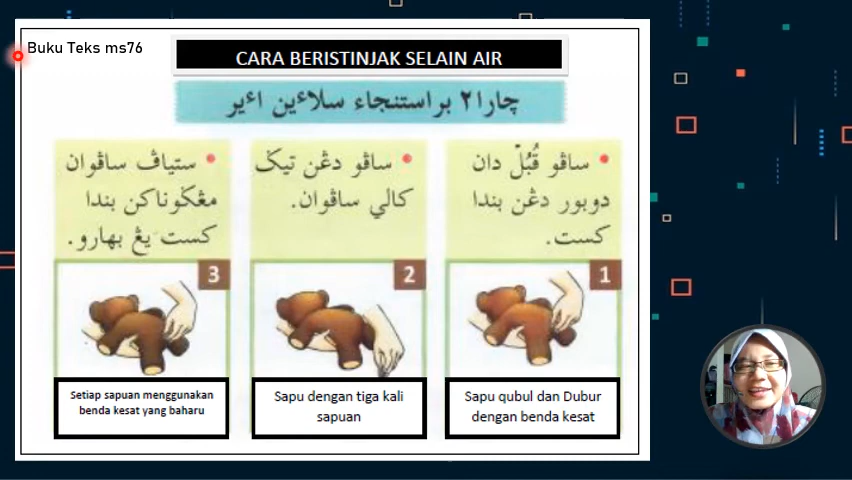 Buku Teks ms76
CARA BERISTINJAK SELAIN AIR
چارا٢ براستنجاء سلاءين اءير
• ساڤو قُبُل دان
دوبور دڠن بندا
کست.
1
Sapu qubul dan Dubur
dengan benda kesat
• ساڤو دڠن تيݢ
کالي ساڤوان.
2
Sapu dengan tiga kali
sapuan
• ستياڤ ساڤوان
مڠݢوناکن بندا
کست يڠ بهارو.
3
Setiap sapuan menggunakan
benda kesat yang baharu